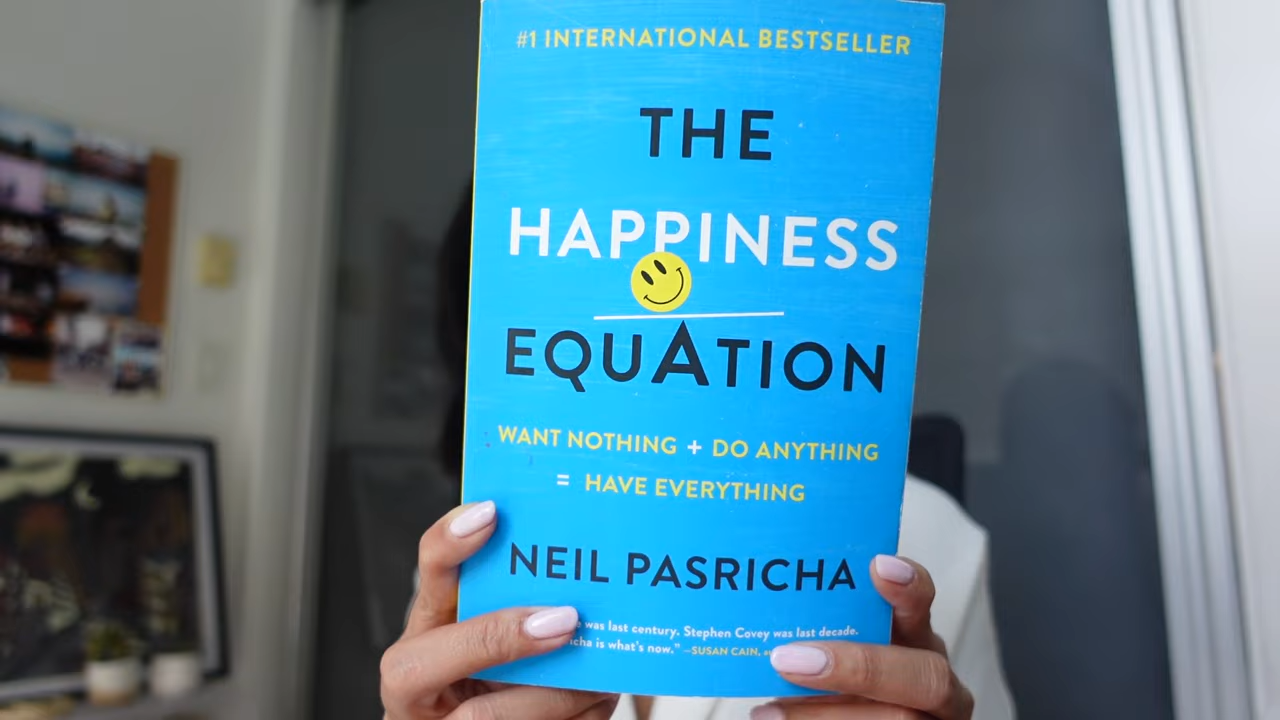 #1 INTERNATIONAL BESTSELLER
THE
HAPPINESS
EQUATION
WANT NOTHING + DO ANYTHING
= HAVE EVERYTHING
NEIL PASRICHA
was last century. Stephen Covey was last decade.
is what's now." —SUSAN CAIN,